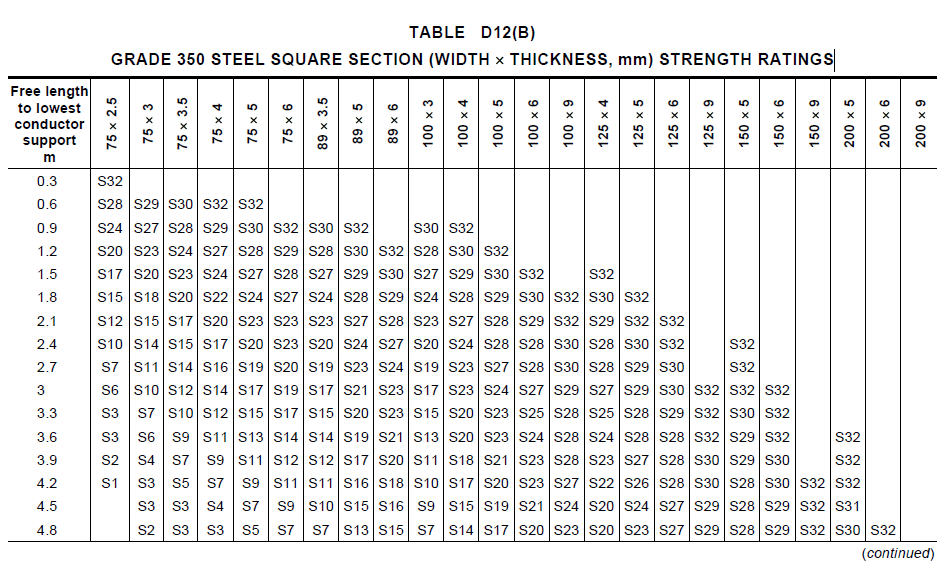 TABLE D12(B)
GRADE 350 STEEL SQUARE SECTION (WIDTH × THICKNESS, mm) STRENGTH RATINGS
Free length to lowest conductor support m 75 × 2.5 75 × 3 75 × 3.5 75 × 4 75 × 5 75 × 6 89 × 3.5 89 × 5 89 × 6 100 × 3 100 × 4 100 × 5 100 × 6 100 × 9 125 × 4 125 × 5 125 × 6 125 × 9 150 × 5 150 × 6 150 × 9 200 × 5 200 × 6 200 × 9
0.3 S32
0.6 S28 S29 S30 S32 S32
0.9 S24 S27 S28 S29 S30 S32 S30 S32 S30 S32
1.2 S20 S23 S24 S27 S28 S29 S28 S30 S32 S28 S30 S32
1.5 S17 S20 S23 S24 S27 S28 S27 S29 S30 S27 S29 S30 S32 S32
1.8 S15 S18 S20 S22 S24 S27 S24 S28 S29 S24 S28 S29 S30 S32 S30 S32
2.1 S12 S15 S17 S20 S23 S23 S23 S27 S28 S23 S27 S28 S29 S32 S29 S32 S32
2.4 S10 S14 S15 S17 S20 S23 S20 S24 S27 S20 S24 S28 S28 S30 S28 S30 S32 S32
2.7 S7 S11 S14 S16 S19 S20 S19 S23 S24 S19 S23 S27 S28 S30 S28 S29 S30 S32
3 S6 S10 S12 S14 S17 S19 S17 S21 S23 S17 S23 S24 S27 S29 S27 S29 S30 S32 S32 S32
3.3 S3 S7 S10 S12 S15 S17 S15 S20 S23 S15 S20 S23 S25 S28 S25 S28 S29 S32 S30 S32
3.6 S3 S6 S9 S11 S13 S14 S14 S19 S21 S13 S20 S23 S24 S28 S24 S28 S28 S32 S29 S32 S32
3.9 S2 S4 S7 S9 S11 S12 S12 S17 S20 S11 S18 S21 S23 S28 S23 S27 S28 S30 S29 S30 S32
4.2 S1 S3 S5 S7 S9 S11 S11 S16 S18 S10 S17 S20 S23 S27 S22 S26 S28 S30 S28 S30 S32 S32
4.5 S3 S3 S4 S7 S9 S10 S15 S16 S9 S15 S19 S21 S24 S20 S24 S27 S29 S28 S29 S32 S31
4.8 S2 S3 S3 S5 S7 S7 S13 S15 S7 S14 S17 S20 S23 S20 S23 S27 S29 S28 S29 S32 S30 S32
(continued)